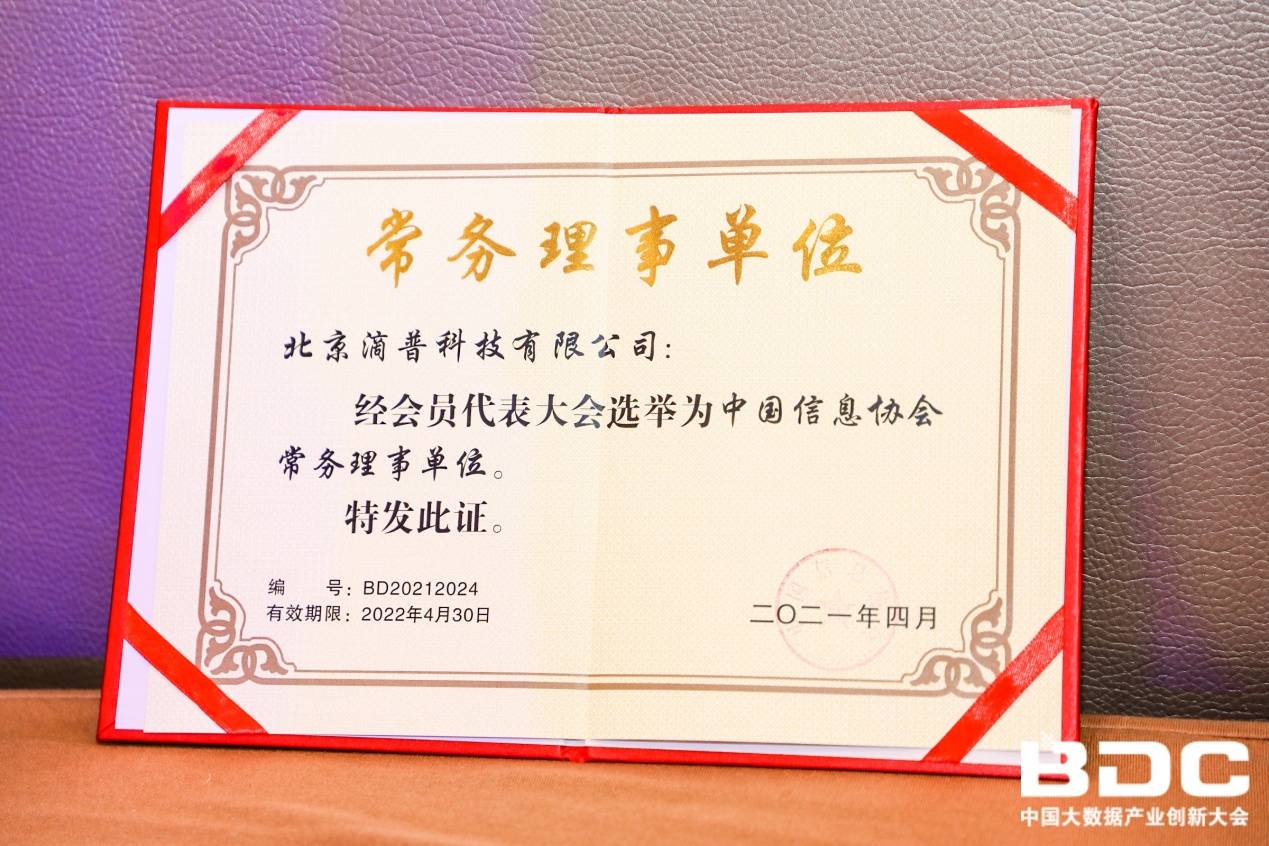 常务理事单位
北京滴普科技有限公司:
经会员代表大会选举为中国信息协会
常务理事单位。
特发此证。
编 号: BD20212024
有效期限: 2022年4月30日
二〇二一年四月
BDC
中国大数据产业创新大会